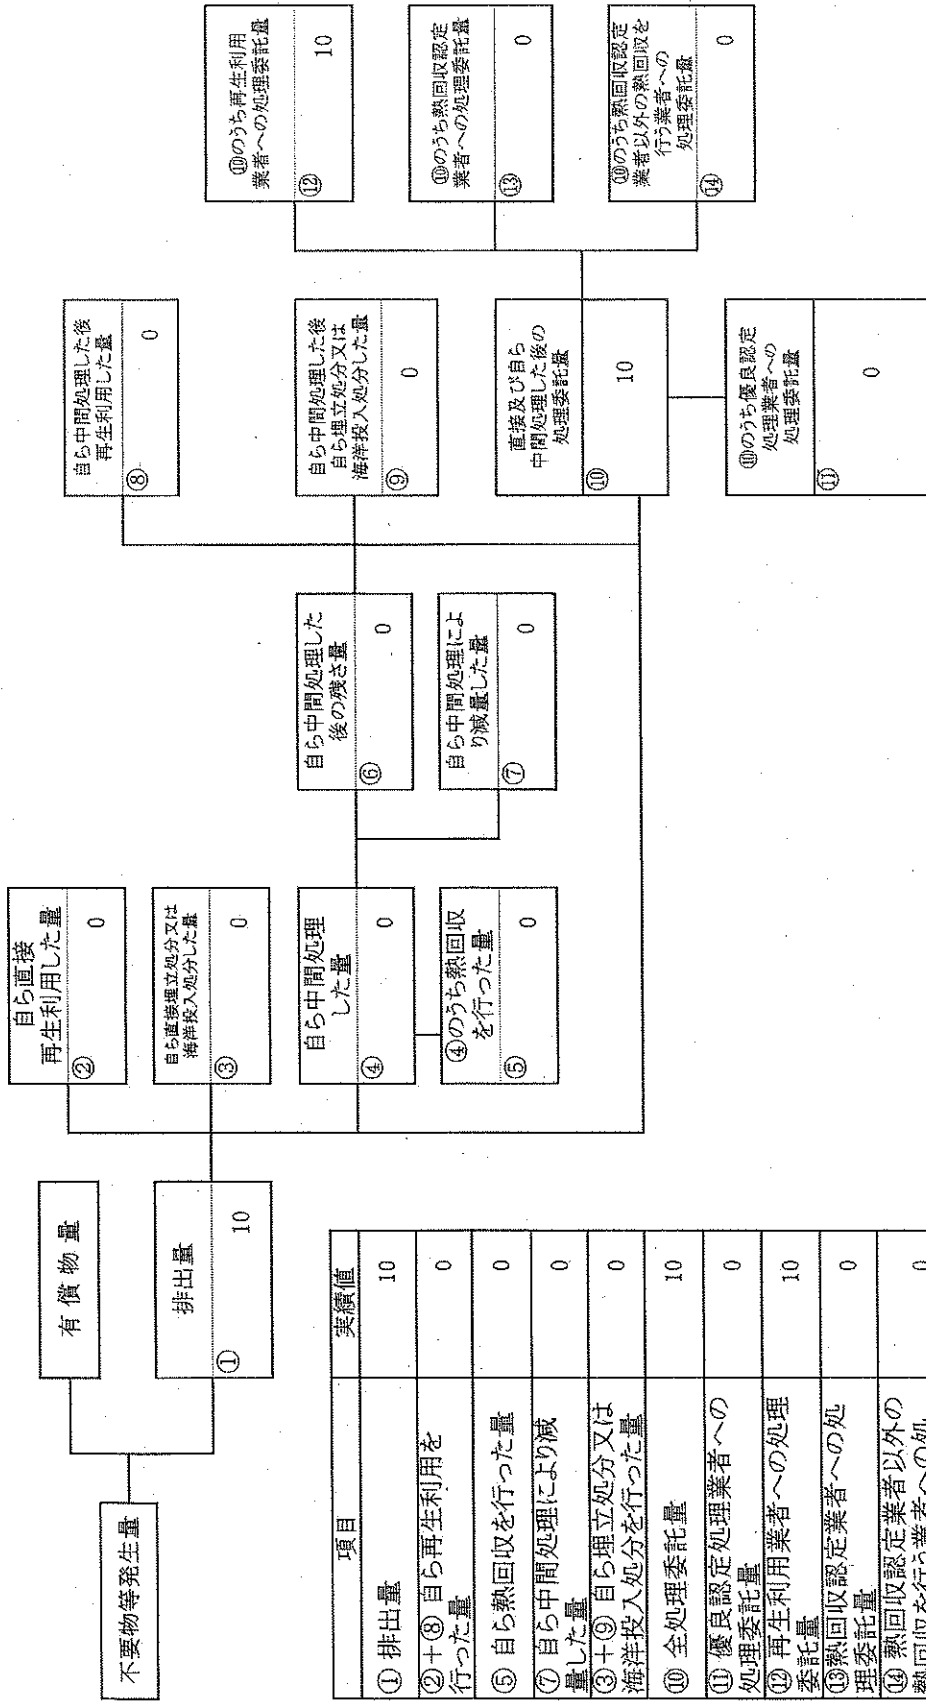 不要物等発生量
有償物量
排出量
①
10
自ら直接
再生利用した量
②
0
自ら直接埋立処分又は
海洋投入処分した量
③
0
自ら中間処理
した量
④
0
④のうち熱回収
を行った量
⑤
0
自ら中間処理した
後の残さ量
⑥
0
自ら中間処理によ
り減量した量
⑦
0
自ら中間処理した後
再生利用した量
⑧
0
自ら中間処理した後
自ら埋立処分又は
海洋投入処分した量
⑨
0
直接及び自ら
中間処理した後の
処理委託量
⑩
10
⑩のうち優良認定
処理業者への
処理委託量
⑪
0
⑩のうち再生利用
業者への処理委託量
⑫
10
⑩のうち熱回収認定
業者への処理委託量
⑬
0
⑩のうち熱回収認定
業者以外の熱回収を
行う業者への
処理委託量
⑭
0
項目 実績値
① 排出量 10
②+⑧ 自ら再生利用を
行った量 0
⑤ 自ら熱回収を行った量 0
⑦ 自ら中間処理により減
量した量 0
③+⑨ 自ら埋立処分又は
海洋投入処分を行った量 0
⑩ 全処理委託量 10
⑪ 優良認定処理業者への
処理委託量 0
⑫ 再生利用業者への処理
委託量 10
⑬熱回収認定業者への処
理委託量 0
⑭ 熱回収認定業者以外の
熱回収を行う業者への処 0